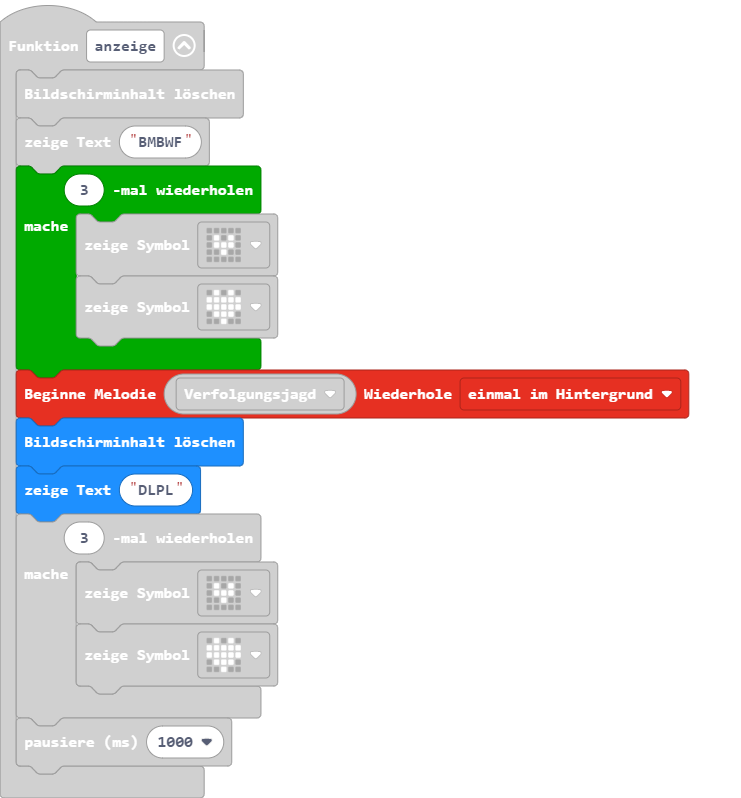 Funktion anzeige
Bildschirminhalt löschen
zeige Text "BMBWF"
3 -mal wiederholen
mache
zeige Symbol
zeige Symbol
Beginne Melodie Verfolgungsjagd Wiederhole einmal im Hintergrund
Bildschirminhalt löschen
zeige Text "DLPL"
3 -mal wiederholen
mache
zeige Symbol
zeige Symbol
pausiere (ms) 1000